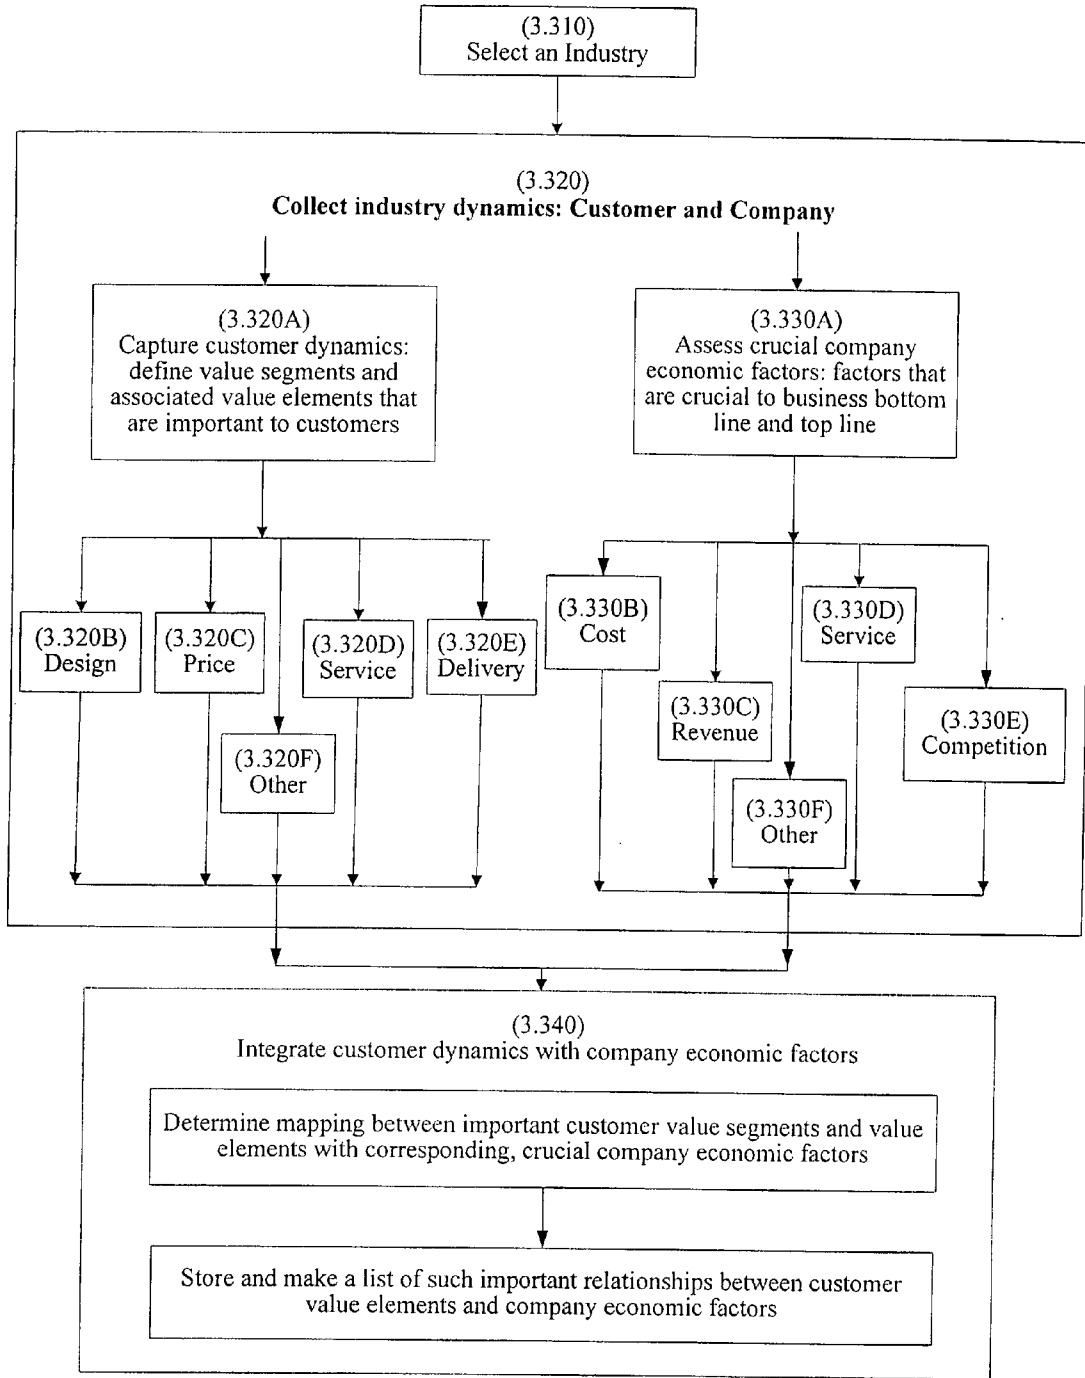 (3.310)
Select an Industry
(3.320)
Collect industry dynamics: Customer and Company
(3.320A)
Capture customer dynamics:
define value segments and
associated value elements that
are important to customers
(3.330A)
Assess crucial company
economic factors: factors that
are crucial to business bottom
line and top line
(3.320B)
Design
(3.320C)
Price
(3.320D)
Service
(3.320E)
Delivery
(3.320F)
Other
(3.330B)
Cost
(3.330C)
Revenue
(3.330D)
Service
(3.330E)
Competition
(3.330F)
Other
(3.340)
Integrate customer dynamics with company economic factors
Determine mapping between important customer value segments and value
elements with corresponding, crucial company economic factors
Store and make a list of such important relationships between customer
value elements and company economic factors